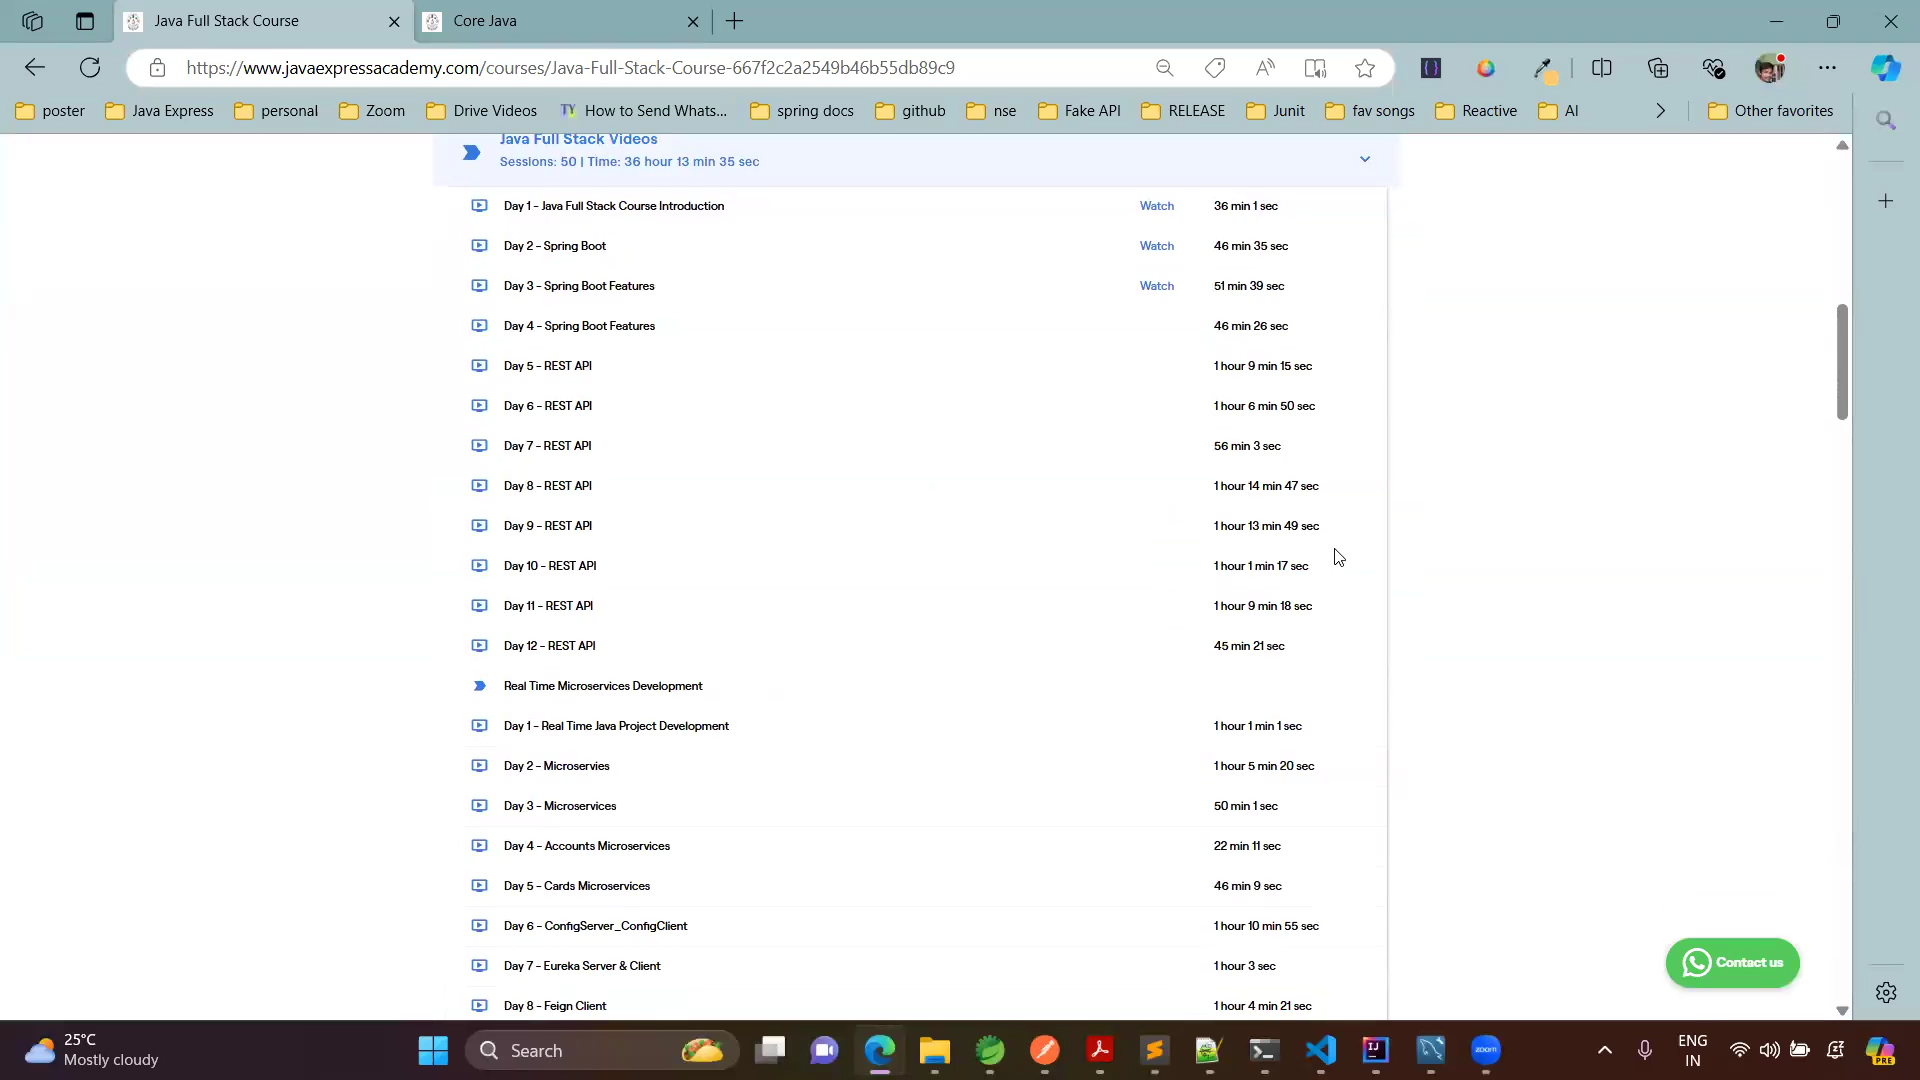 Java Full Stack Course
Core Java
https://www.javaexpressacademy.com/courses/Java-Full-Stack-Course-667f2c2a2549b46b55db89c9
poster
Java Express
personal
Zoom
Drive Videos
TY How to Send Whats...
spring docs
github
nse
Fake API
RELEASE
Junit
fav songs
Reactive
AI
Other favorites
Java Full Stack Videos
Sessions: 50 | Time: 36 hour 13 min 35 sec
Day 1 - Java Full Stack Course Introduction Watch 36 min 1 sec
Day 2 - Spring Boot Watch 46 min 35 sec
Day 3 - Spring Boot Features Watch 51 min 39 sec
Day 4 - Spring Boot Features 46 min 26 sec
Day 5 - REST API 1 hour 9 min 15 sec
Day 6 - REST API 1 hour 6 min 50 sec
Day 7 - REST API 56 min 3 sec
Day 8 - REST API 1 hour 14 min 47 sec
Day 9 - REST API 1 hour 13 min 49 sec
Day 10 - REST API 1 hour 1 min 17 sec
Day 11 - REST API 1 hour 9 min 18 sec
Day 12 - REST API 45 min 21 sec
Real Time Microservices Development
Day 1 - Real Time Java Project Development 1 hour 1 min 1 sec
Day 2 - Microservies 1 hour 5 min 20 sec
Day 3 - Microservices 50 min 1 sec
Day 4 - Accounts Microservices 22 min 11 sec
Day 5 - Cards Microservices 46 min 9 sec
Day 6 - ConfigServer_ConfigClient 1 hour 10 min 55 sec
Day 7 - Eureka Server & Client 1 hour 3 sec
Day 8 - Feign Client 1 hour 4 min 21 sec
Contact us
25°C
Mostly cloudy
Search
zoom
ENG
IN
PRE